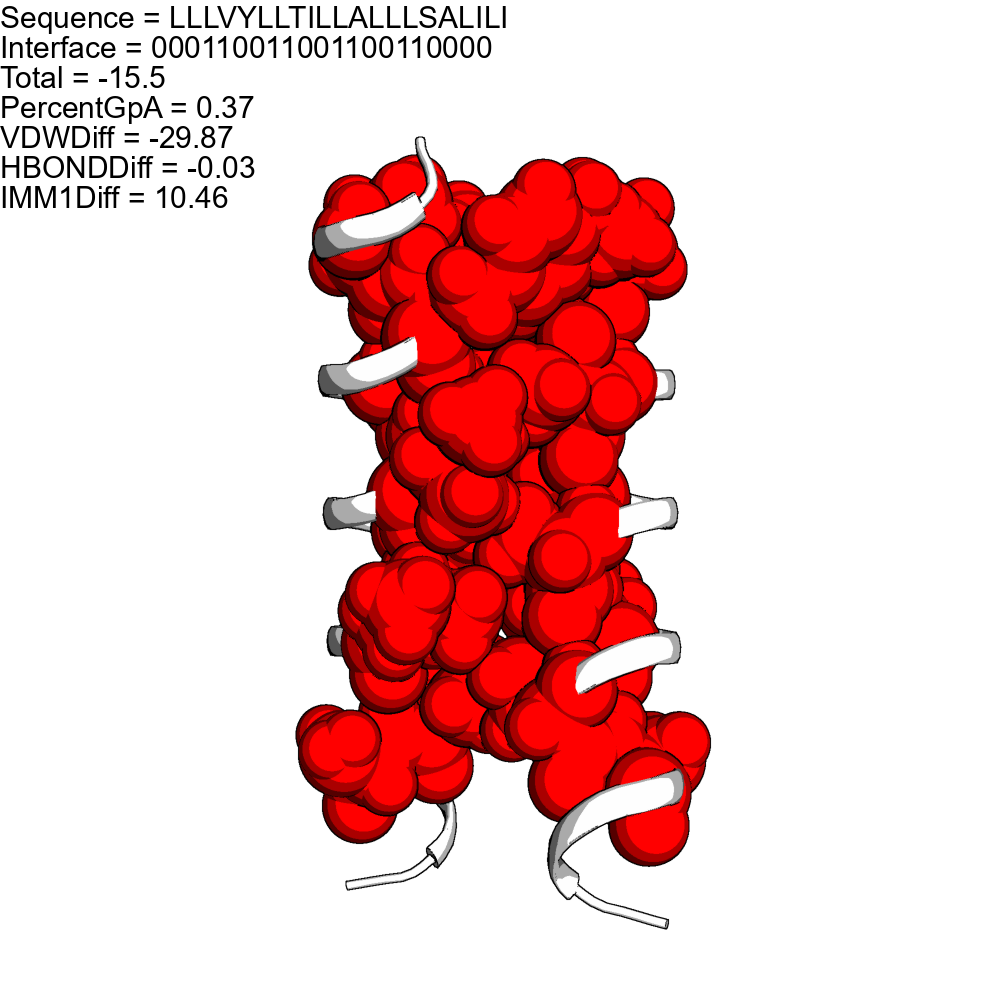 Sequence = LLLVYLLTILLALLLSALILI
Interface = 000110011001100110000
Total = -15.5
PercentGpA = 0.37
VDWDiff = -29.87
HBONDDiff = -0.03
IMM1Diff = 10.46